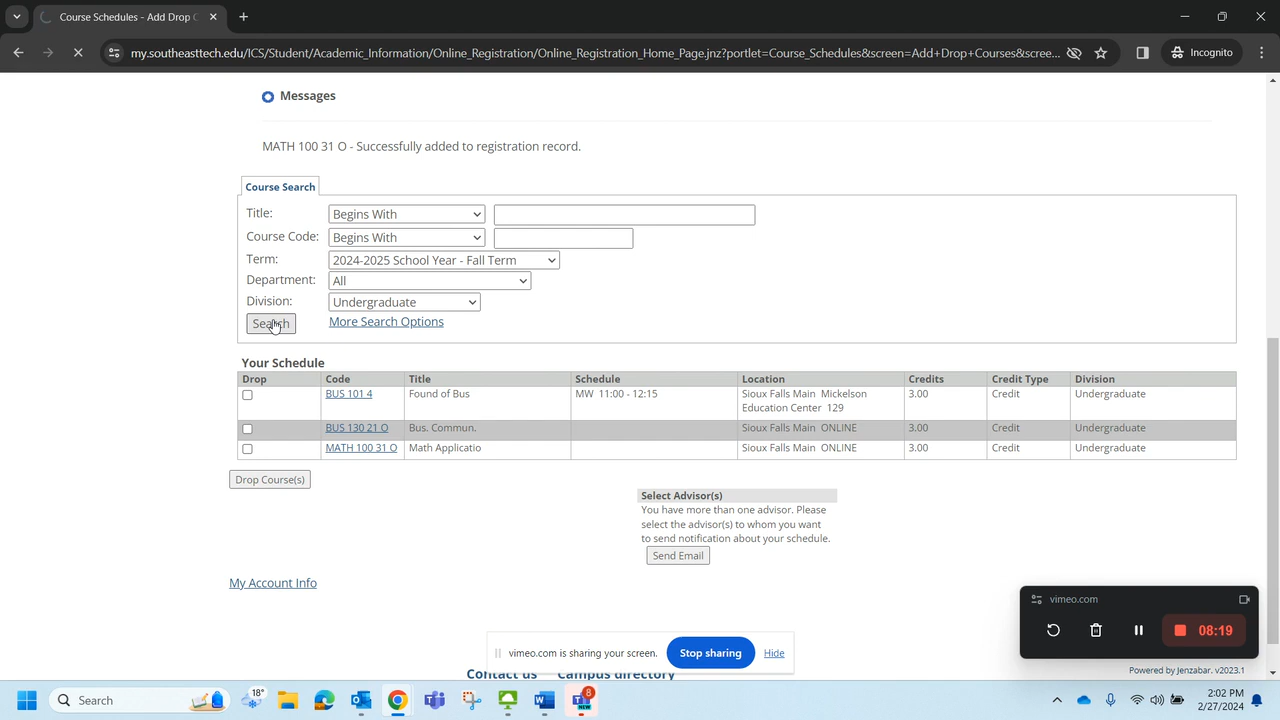 Course Schedules - Add Drop C
my.southeasttech.edu/ICS/Student/Academic_Information/Online_Registration/Online_Registration_Home_Page.jnz?portlet=Course_Schedules&screen=Add+Drop+Courses&scree...
Incognito
Messages
MATH 100 31 O - Successfully added to registration record.
Course Search
Title: Begins With
Course Code: Begins With
Term: 2024-2025 School Year - Fall Term
Department: All
Division: Undergraduate
Search More Search Options
Your Schedule
Drop Code Title Schedule Location Credits Credit Type Division
BUS 101 4 Found of Bus MW 11:00 - 12:15 Sioux Falls Main Mickelson 3.00 Credit Undergraduate
Education Center 129
BUS 130 21 O Bus. Commun. Sioux Falls Main ONLINE 3.00 Credit Undergraduate
MATH 100 31 O Math Applicatio Sioux Falls Main ONLINE 3.00 Credit Undergraduate
Drop Course(s)
Select Advisor(s)
You have more than one advisor. Please
select the advisor(s) to whom you want
to send notification about your schedule.
Send Email
My Account Info
vimeo.com
08:19
vimeo.com is sharing your screen. Stop sharing Hide
Contact us Campus directory
Powered by Jenzabar. v2023.1
Search
18°
8
NEW
2:02 PM
2/27/2024